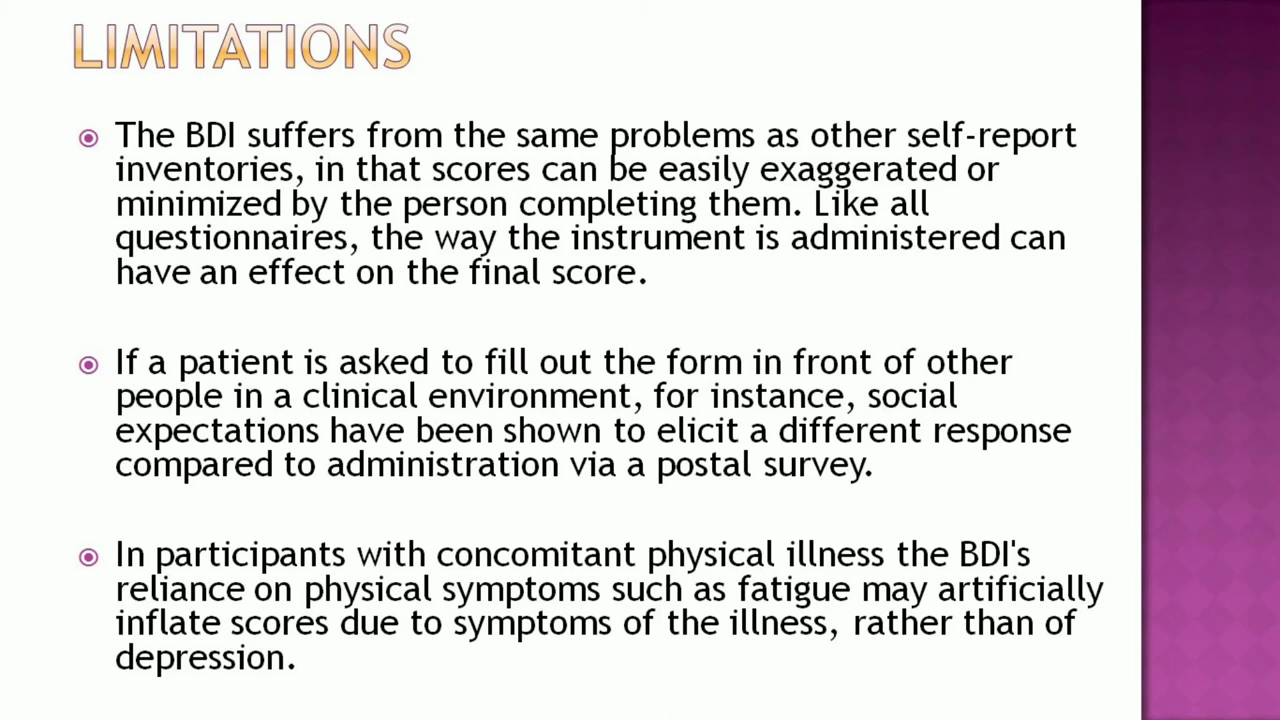 LIMITATIONS
The BDI suffers from the same problems as other self-report
inventories, in that scores can be easily exaggerated or
minimized by the person completing them. Like all
questionnaires, the way the instrument is administered can
have an effect on the final score.
If a patient is asked to fill out the form in front of other
people in a clinical environment, for instance, social
expectations have been shown to elicit a different response
compared to administration via a postal survey.
In participants with concomitant physical illness the BDI's
reliance on physical symptoms such as fatigue may artificially
inflate scores due to symptoms of the illness, rather than of
depression.